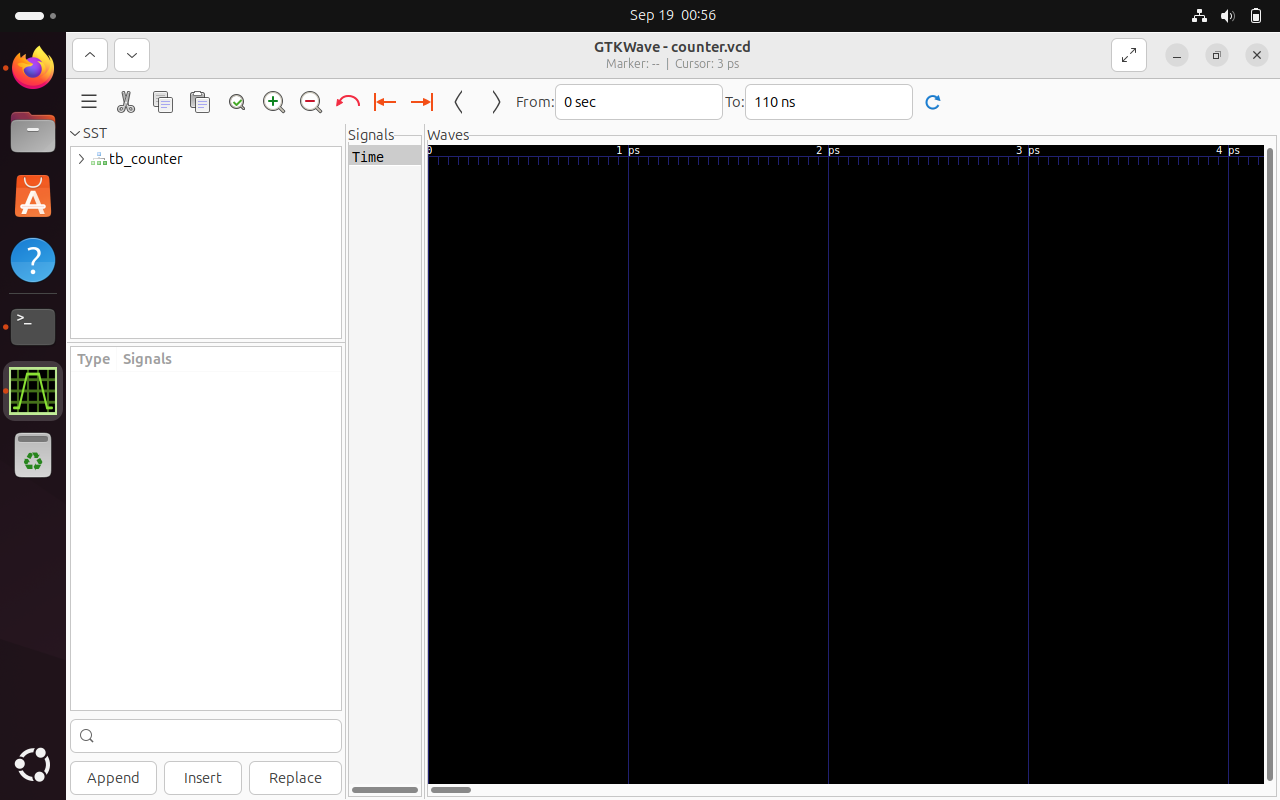 Sep 19 00:56
GTKWave - counter.vcd
Marker: -- | Cursor: 3 ps
From: 0 sec To: 110 ns
SST
Signals
Waves
tb_counter
Time
0 1 ps 2 ps 3 ps 4 ps
Type Signals
Append Insert Replace